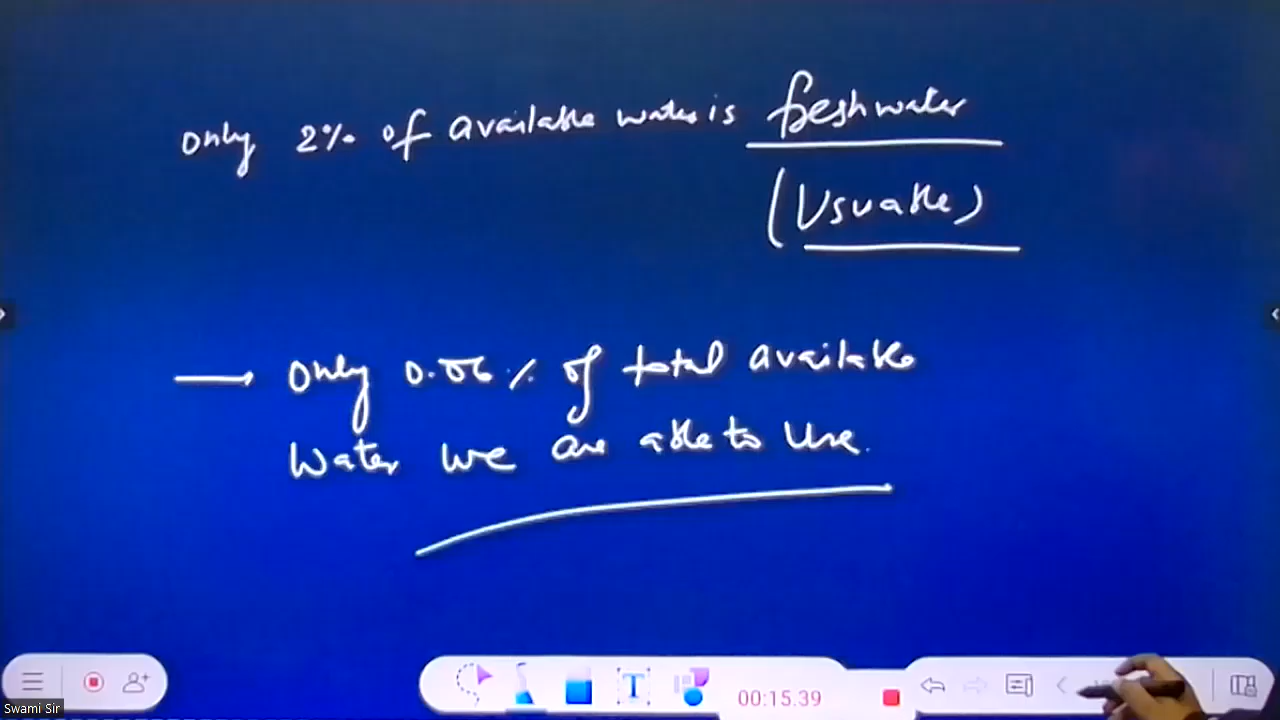 only 2% of available water is freshwater
(Usuable)
→ Only 0.06% of total available
Water we are able to Use.
T
00:15.39
Swami Sir